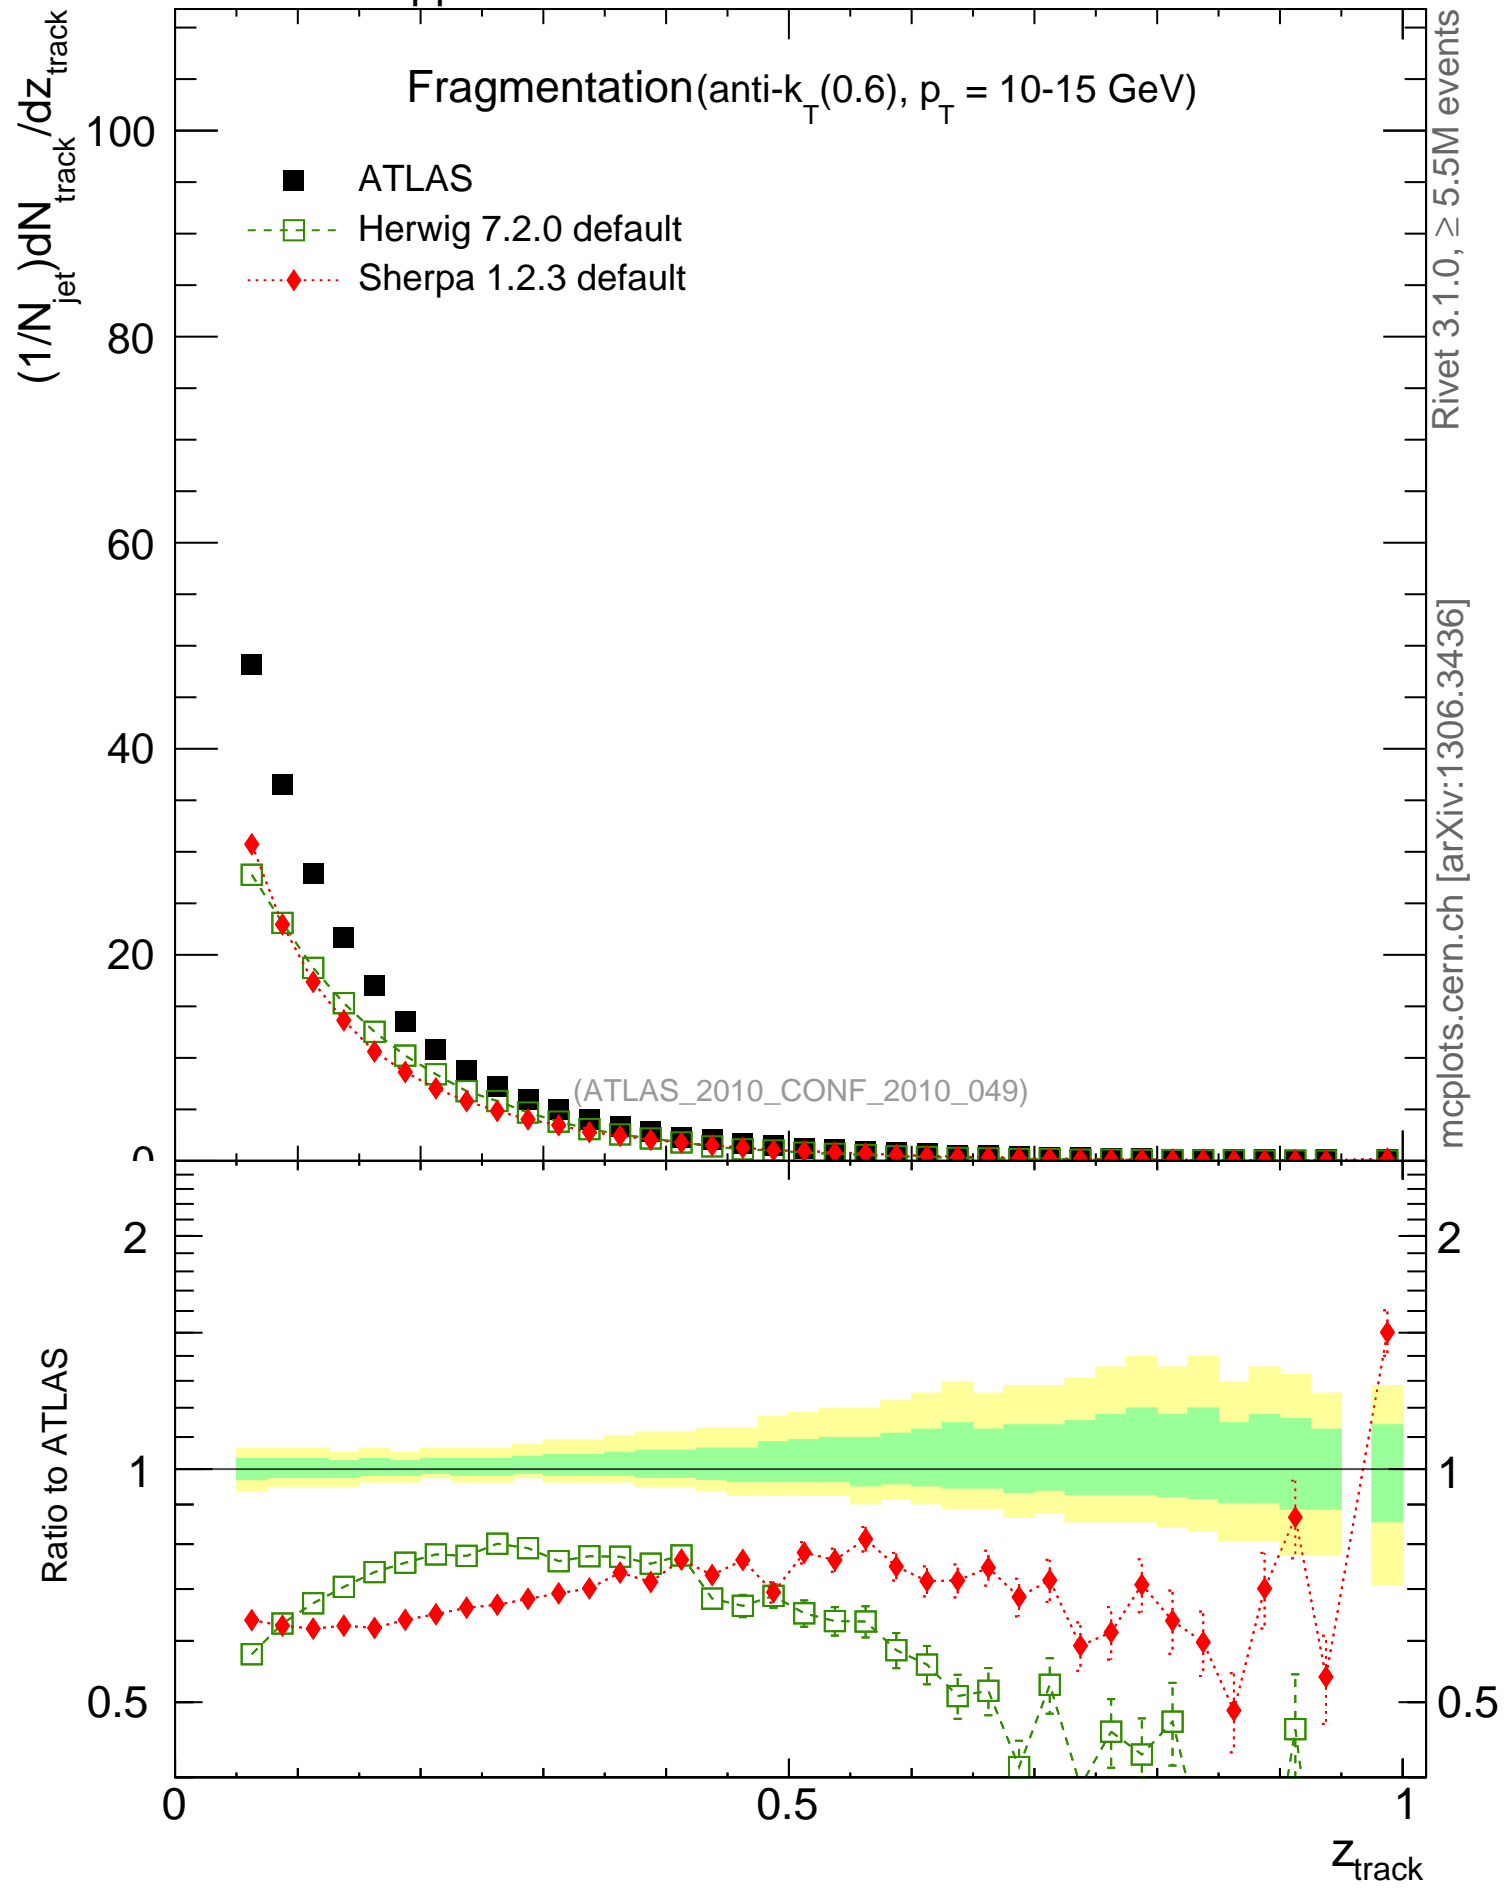 pp
Fragmentation (anti-k_T(0.6), p_T = 10-15 GeV)
ATLAS
Herwig 7.2.0 default
Sherpa 1.2.3 default
(1/N_jet)dN_track/dz_track
100
80
60
40
20
0
(ATLAS_2010_CONF_2010_049)
Rivet 3.1.0, ≥ 5.5M events
mcplots.cern.ch [arXiv:1306.3436]
Ratio to ATLAS
2
1
0.5
2
1
0.5
0
0.5
1
z_track